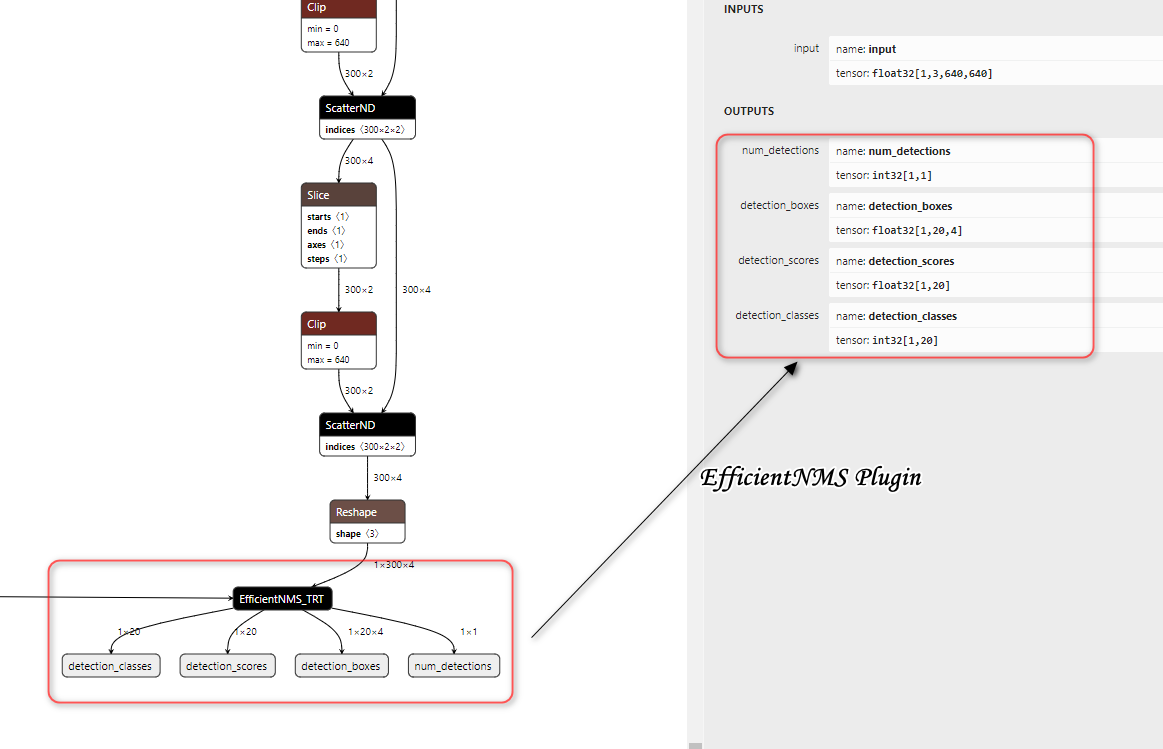 Clip
min = 0
max = 640
300×2
ScatterND
indices 〈300×2×2〉
300×4
Slice
starts 〈1〉
ends 〈1〉
axes 〈1〉
steps 〈1〉
300×2
300×4
Clip
min = 0
max = 640
300×2
ScatterND
indices 〈300×2×2〉
300×4
Reshape
shape 〈3〉
1×300×4
EfficientNMS_TRT
1×20
1×20
1×20×4
1×1
detection_classes
detection_scores
detection_boxes
num_detections
INPUTS
input
name: input
tensor: float32[1,3,640,640]
OUTPUTS
num_detections
name: num_detections
tensor: int32[1,1]
detection_boxes
name: detection_boxes
tensor: float32[1,20,4]
detection_scores
name: detection_scores
tensor: float32[1,20]
detection_classes
name: detection_classes
tensor: int32[1,20]
EfficientNMS Plugin